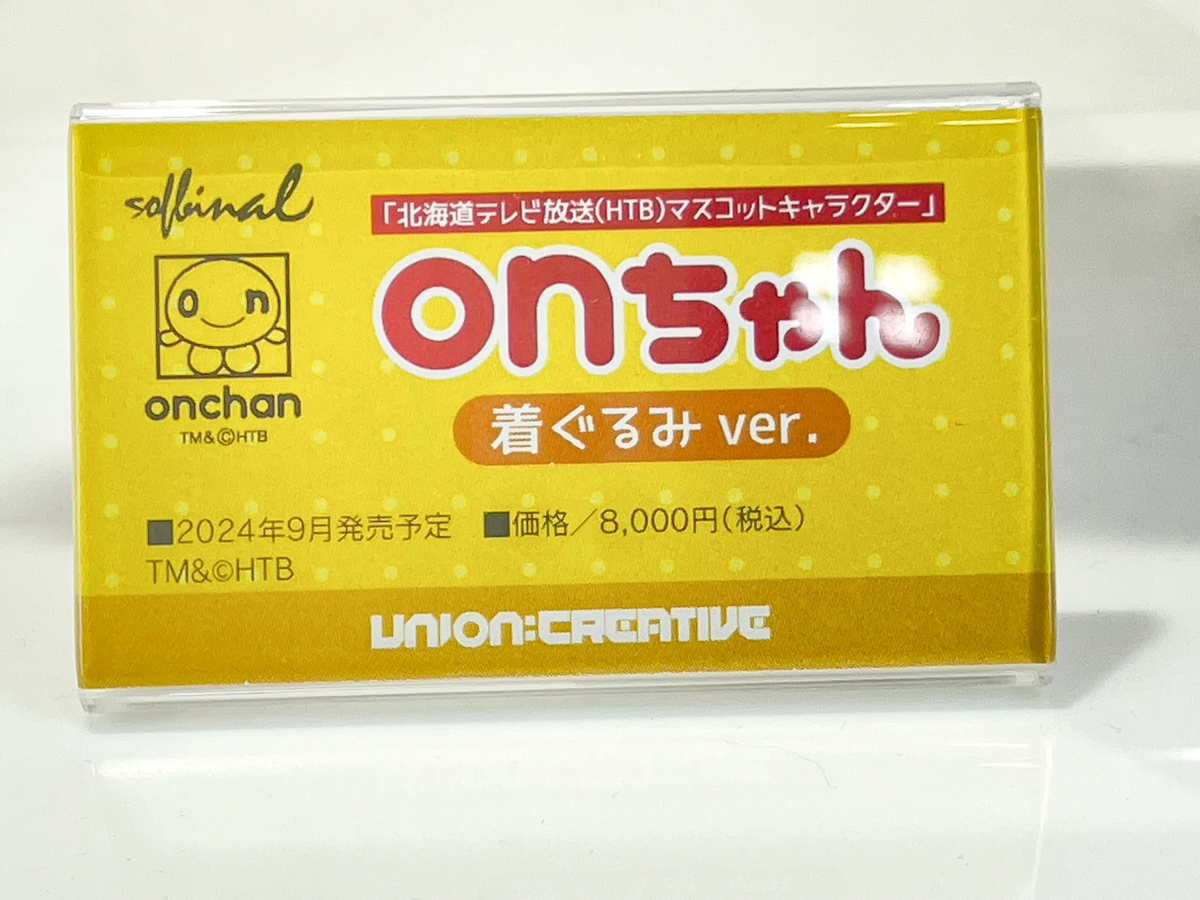 sofbinal
on
onchan
TM&©HTB
「北海道テレビ放送(HTB)マスコットキャラクター」
onちゃん
着ぐるみ ver.
■2024年9月発売予定 ■価格／8,000円(税込)
TM&©HTB
UNION:CREATIVE